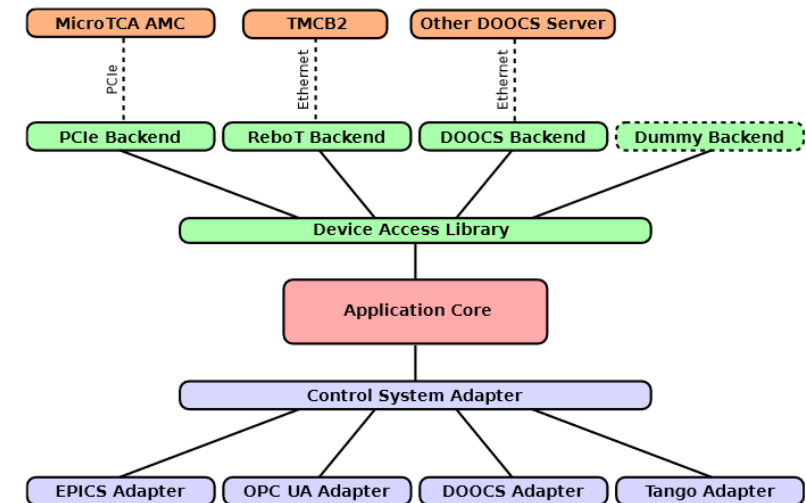 MicroTCA AMC
TMCB2
Other DOOCS Server
PCIe
Ethernet
Ethernet
PCIe Backend
ReboT Backend
DOOCS Backend
Dummy Backend
Device Access Library
Application Core
Control System Adapter
EPICS Adapter
OPC UA Adapter
DOOCS Adapter
Tango Adapter